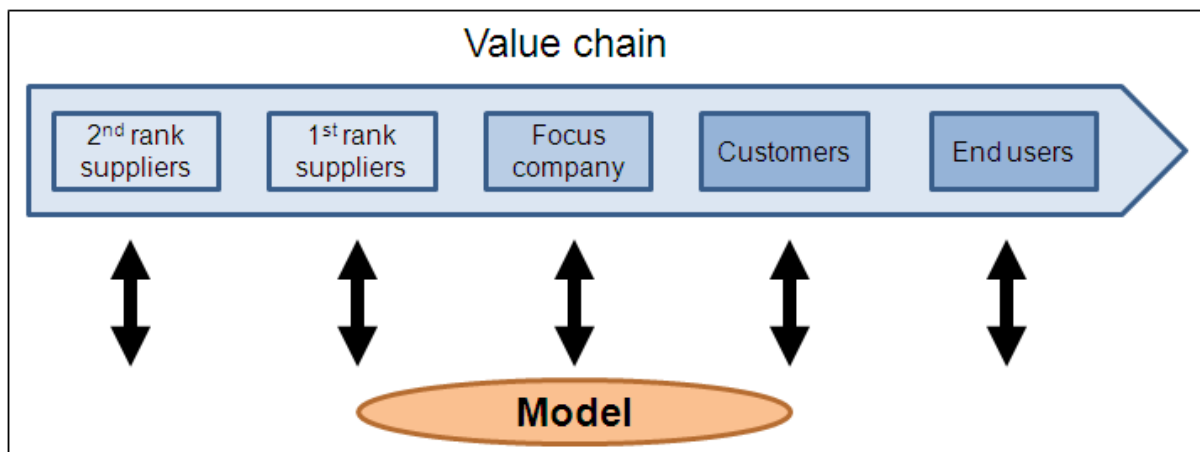 Value chain
2nd rank
suppliers
1st rank
suppliers
Focus
company
Customers
End users
Model